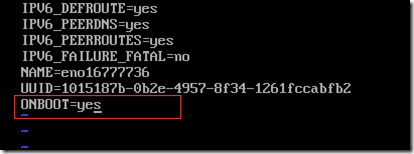 IPV6_DEFROUTE=yes
IPV6_PEERDNS=yes
IPV6_PEERROUTES=yes
IPV6_FAILURE_FATAL=no
NAME=eno16777736
UUID=1015187b-0b2e-4957-8f34-1261fccabfb2
ONBOOT=yes
~
~
~